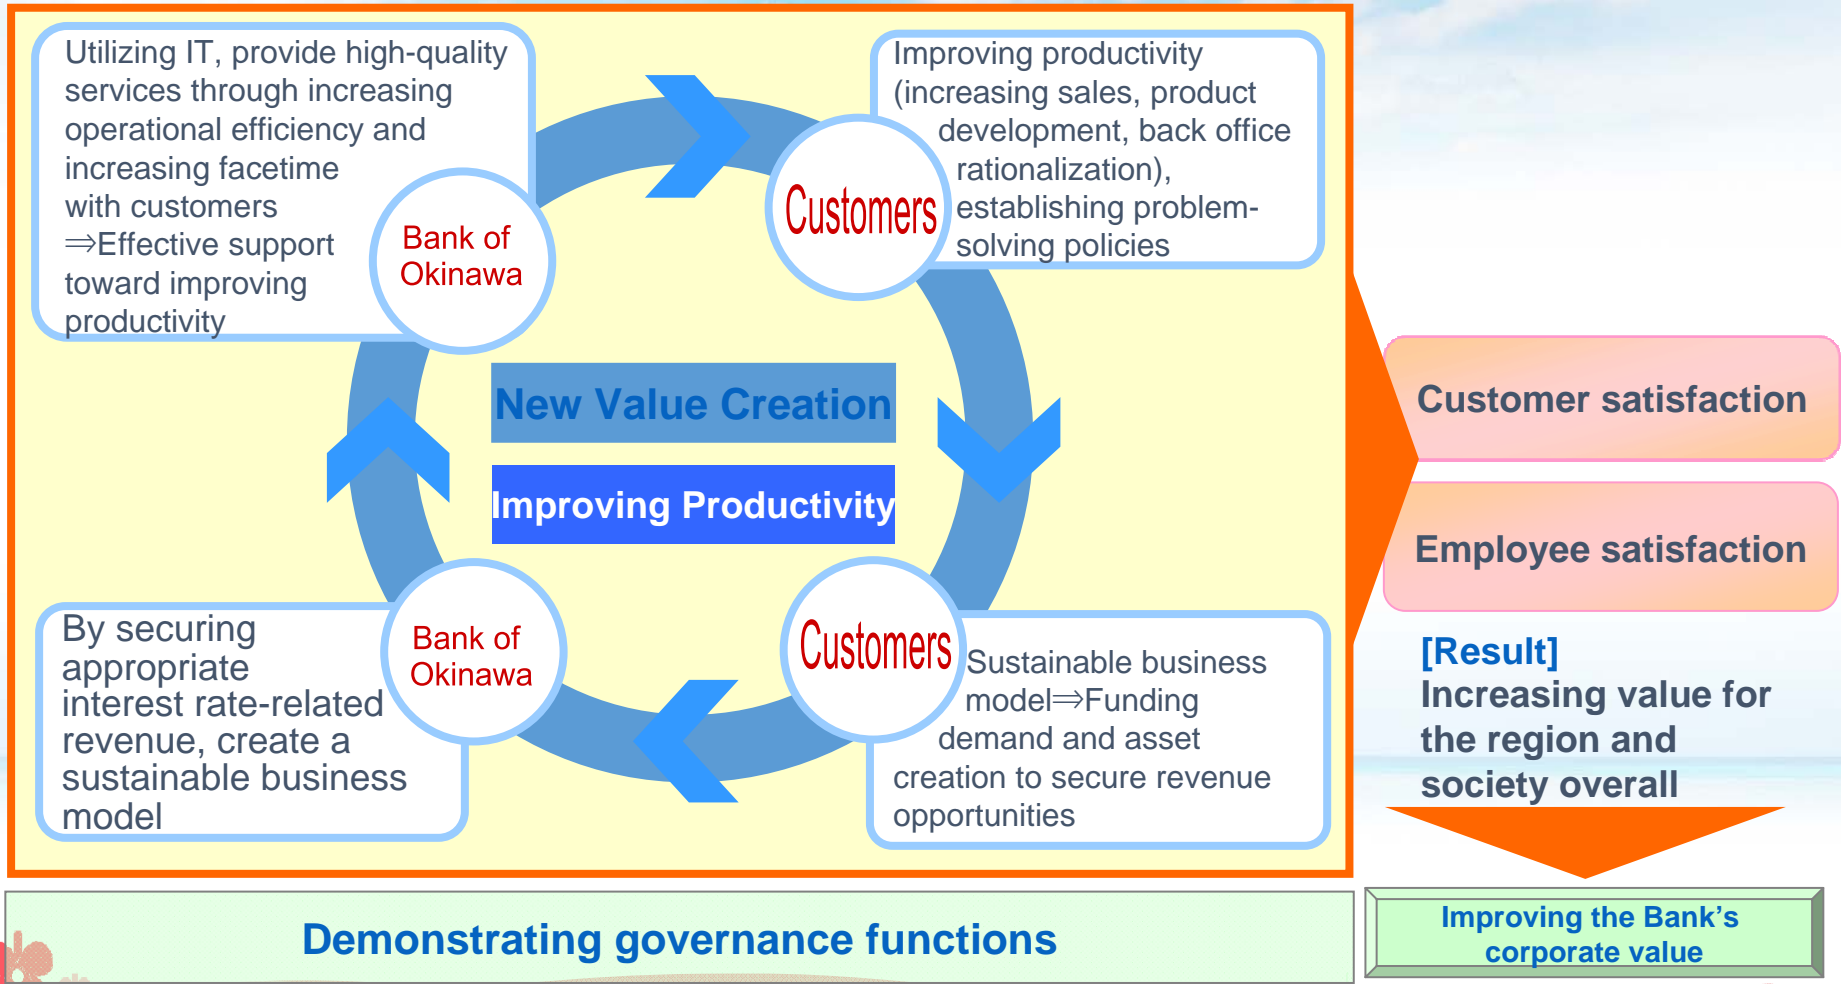 Utilizing IT, provide high-quality
services through increasing
operational efficiency and
increasing facetime
with customers
⇒Effective support
toward improving
productivity
Bank of
Okinawa
Customers
Improving productivity
(increasing sales, product
development, back office
rationalization),
establishing problem-
solving policies
New Value Creation
Improving Productivity
By securing
appropriate
interest rate-related
revenue, create a
sustainable business
model
Bank of
Okinawa
Customers
Sustainable business
model⇒Funding
demand and asset
creation to secure revenue
opportunities
Customer satisfaction
Employee satisfaction
[Result]
Increasing value for
the region and
society overall
Demonstrating governance functions
Improving the Bank’s
corporate value